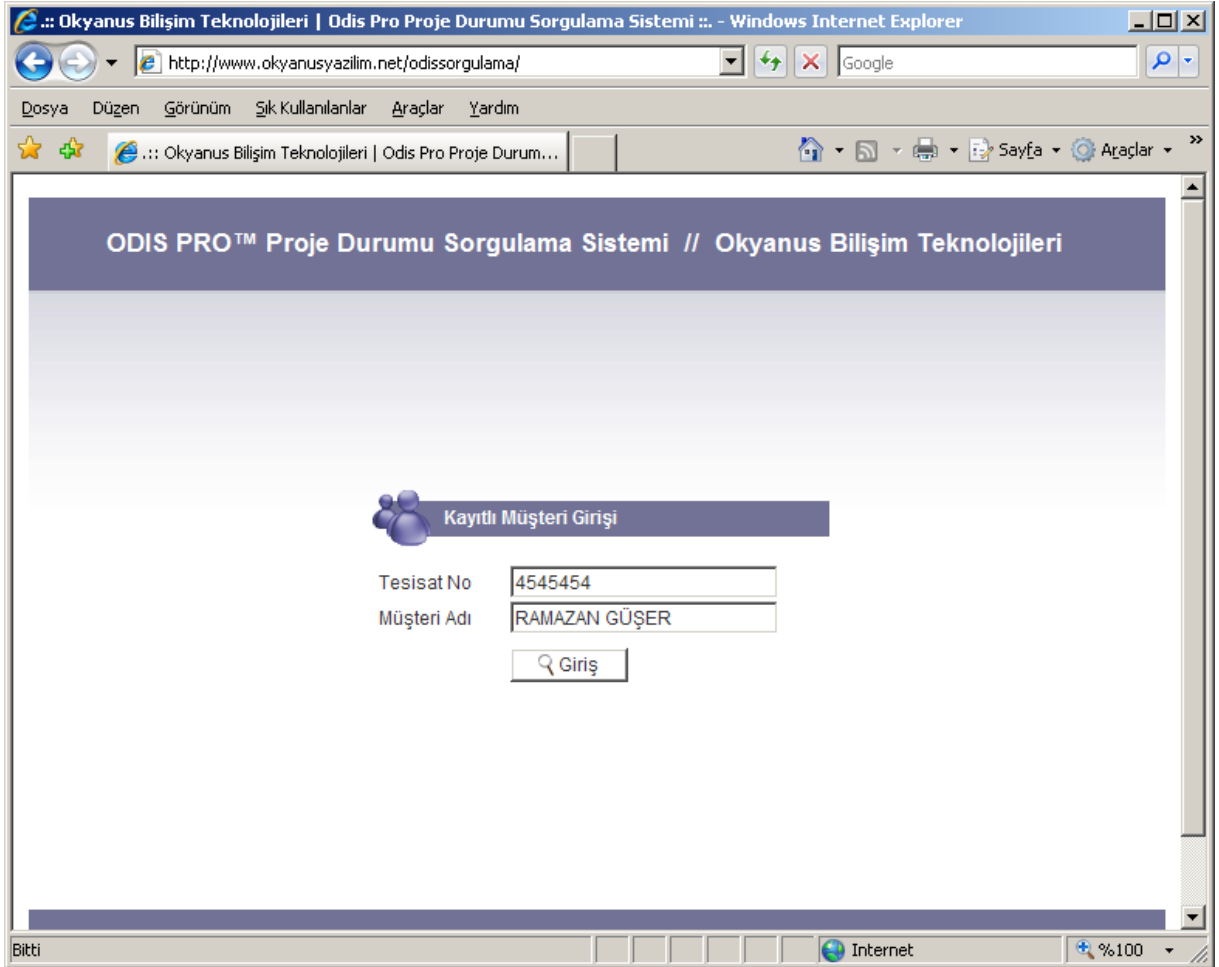 .:: Okyanus Bilişim Teknolojileri | Odis Pro Proje Durumu Sorgulama Sistemi ::. - Windows Internet Explorer
http://www.okyanusyazilim.net/odissorgulama/
Google
Dosya Düzen Görünüm Sık Kullanılanlar Araçlar Yardım
.:: Okyanus Bilişim Teknolojileri | Odis Pro Proje Durum...
Sayfa Araçlar »
ODIS PRO™ Proje Durumu Sorgulama Sistemi // Okyanus Bilişim Teknolojileri
Kayıtlı Müşteri Girişi
Tesisat No 4545454
Müşteri Adı RAMAZAN GÜŞER
Giriş
Bitti Internet %100